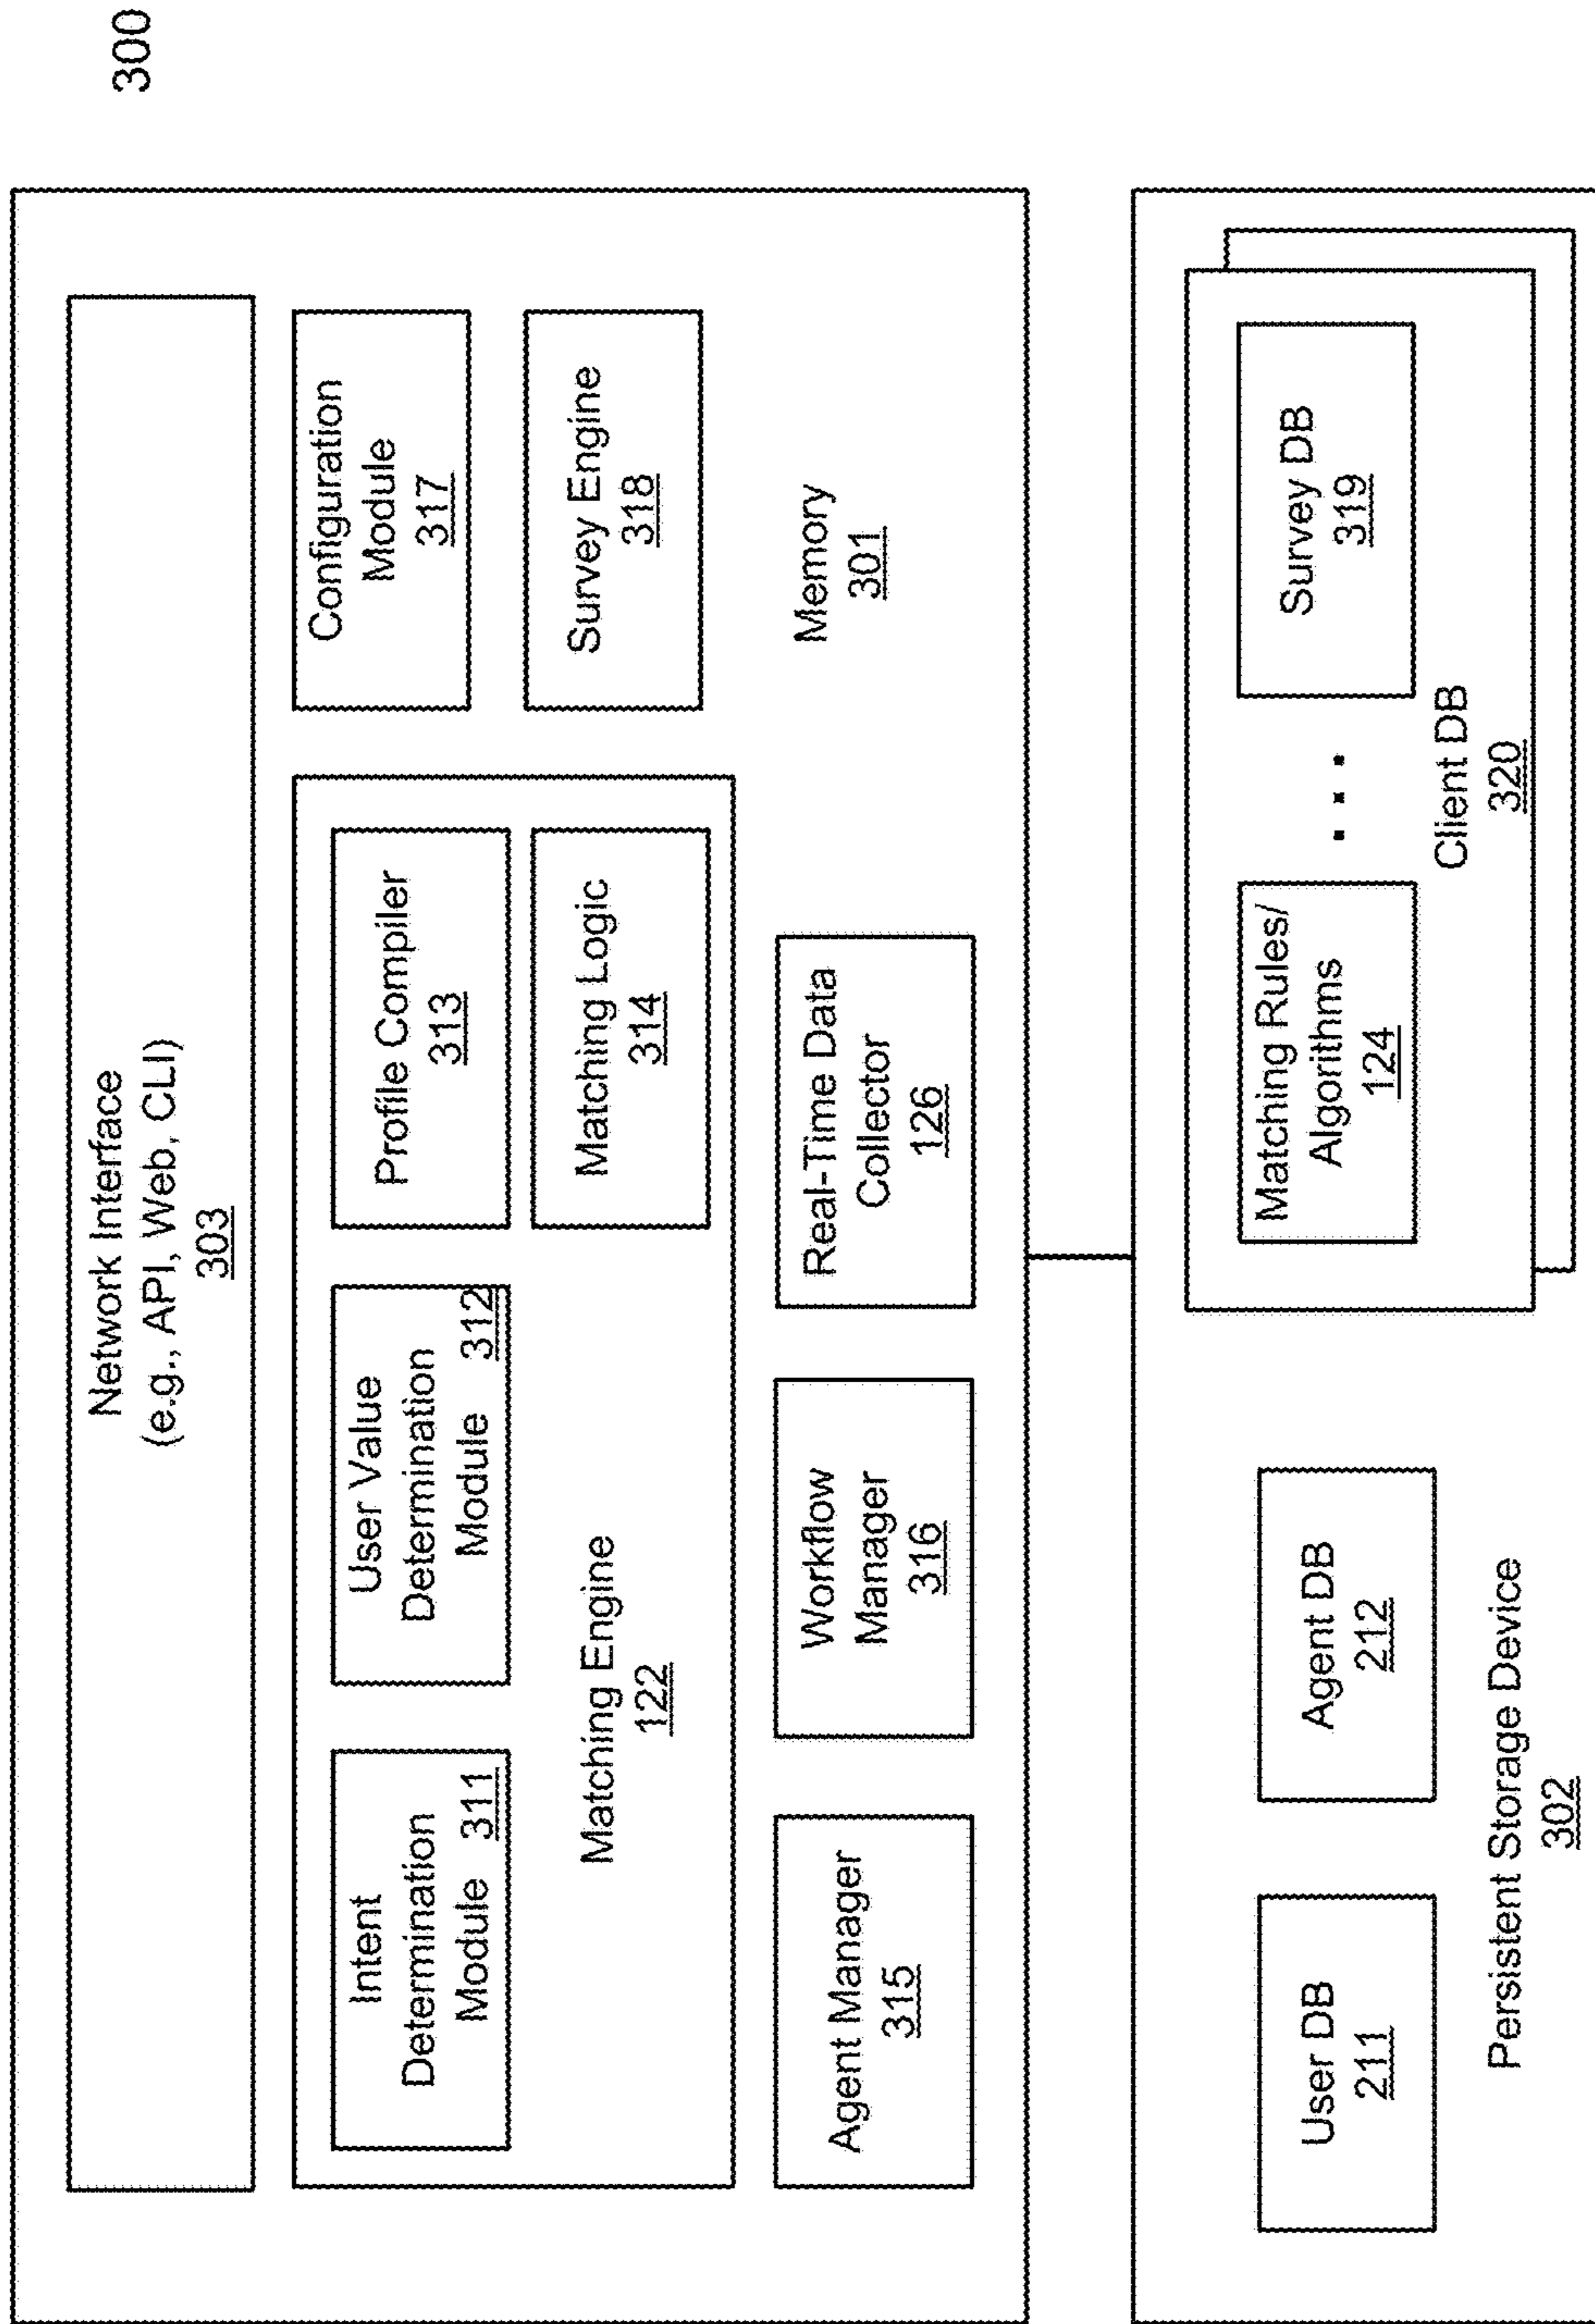 300
Network Interface
(e.g., API, Web, CLI)
303
Intent
Determination
Module 311
User Value
Determination
Module 312
Profile Compiler
313
Matching Logic
314
Matching Engine
122
Configuration
Module
317
Survey Engine
318
Agent Manager
315
Workflow
Manager
316
Real-Time Data
Collector
126
Memory
301
User DB
211
Agent DB
212
Persistent Storage Device
302
Matching Rules/
Algorithms
124
Survey DB
319
Client DB
320